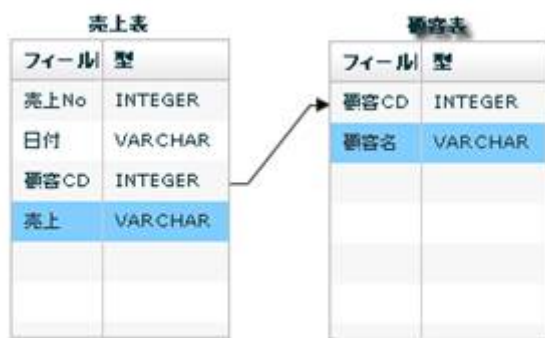 売上表
フィール 型
売上No INTEGER
日付 VARCHAR
顧客CD INTEGER
売上 VARCHAR
顧客表
フィール 型
顧客CD INTEGER
顧客名 VARCHAR